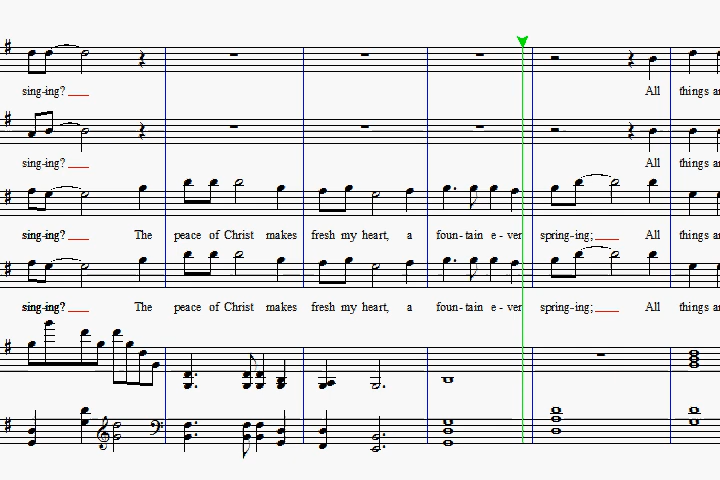 sing-ing? All things
sing-ing? All things
sing-ing? The peace of Christ makes fresh my heart, a foun-tain e-ver spring-ing; All things
sing-ing? The peace of Christ makes fresh my heart, a foun-tain e-ver spring-ing; All things